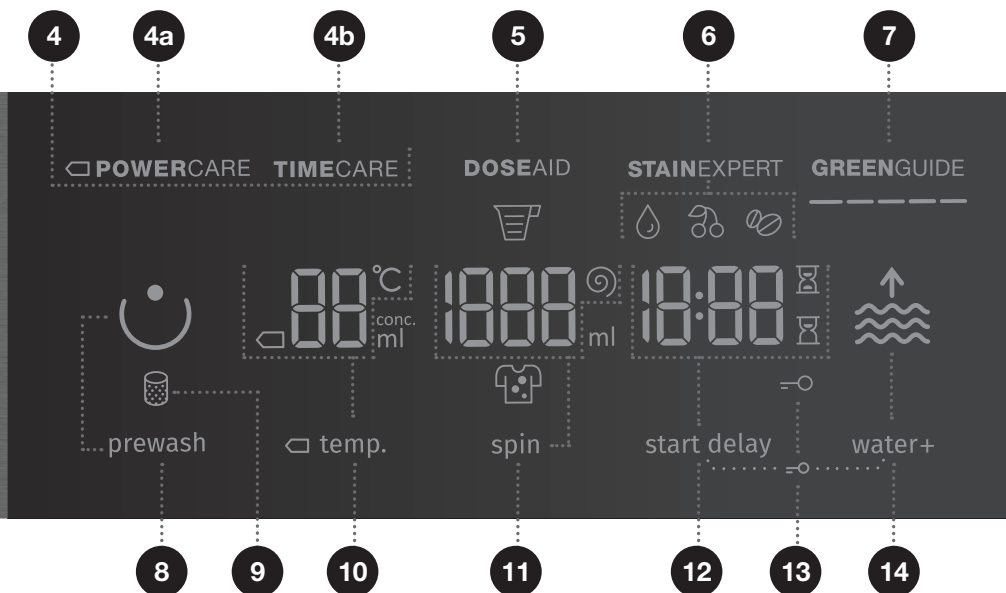 4 4a 4b 5 6 7
POWERCARE TIMECARE DOSEAID STAINEXPERT GREENGUIDE
88 °C conc. ml 1888 ml 18:88
prewash temp. spin start delay water+
8 9 10 11 12 13 14